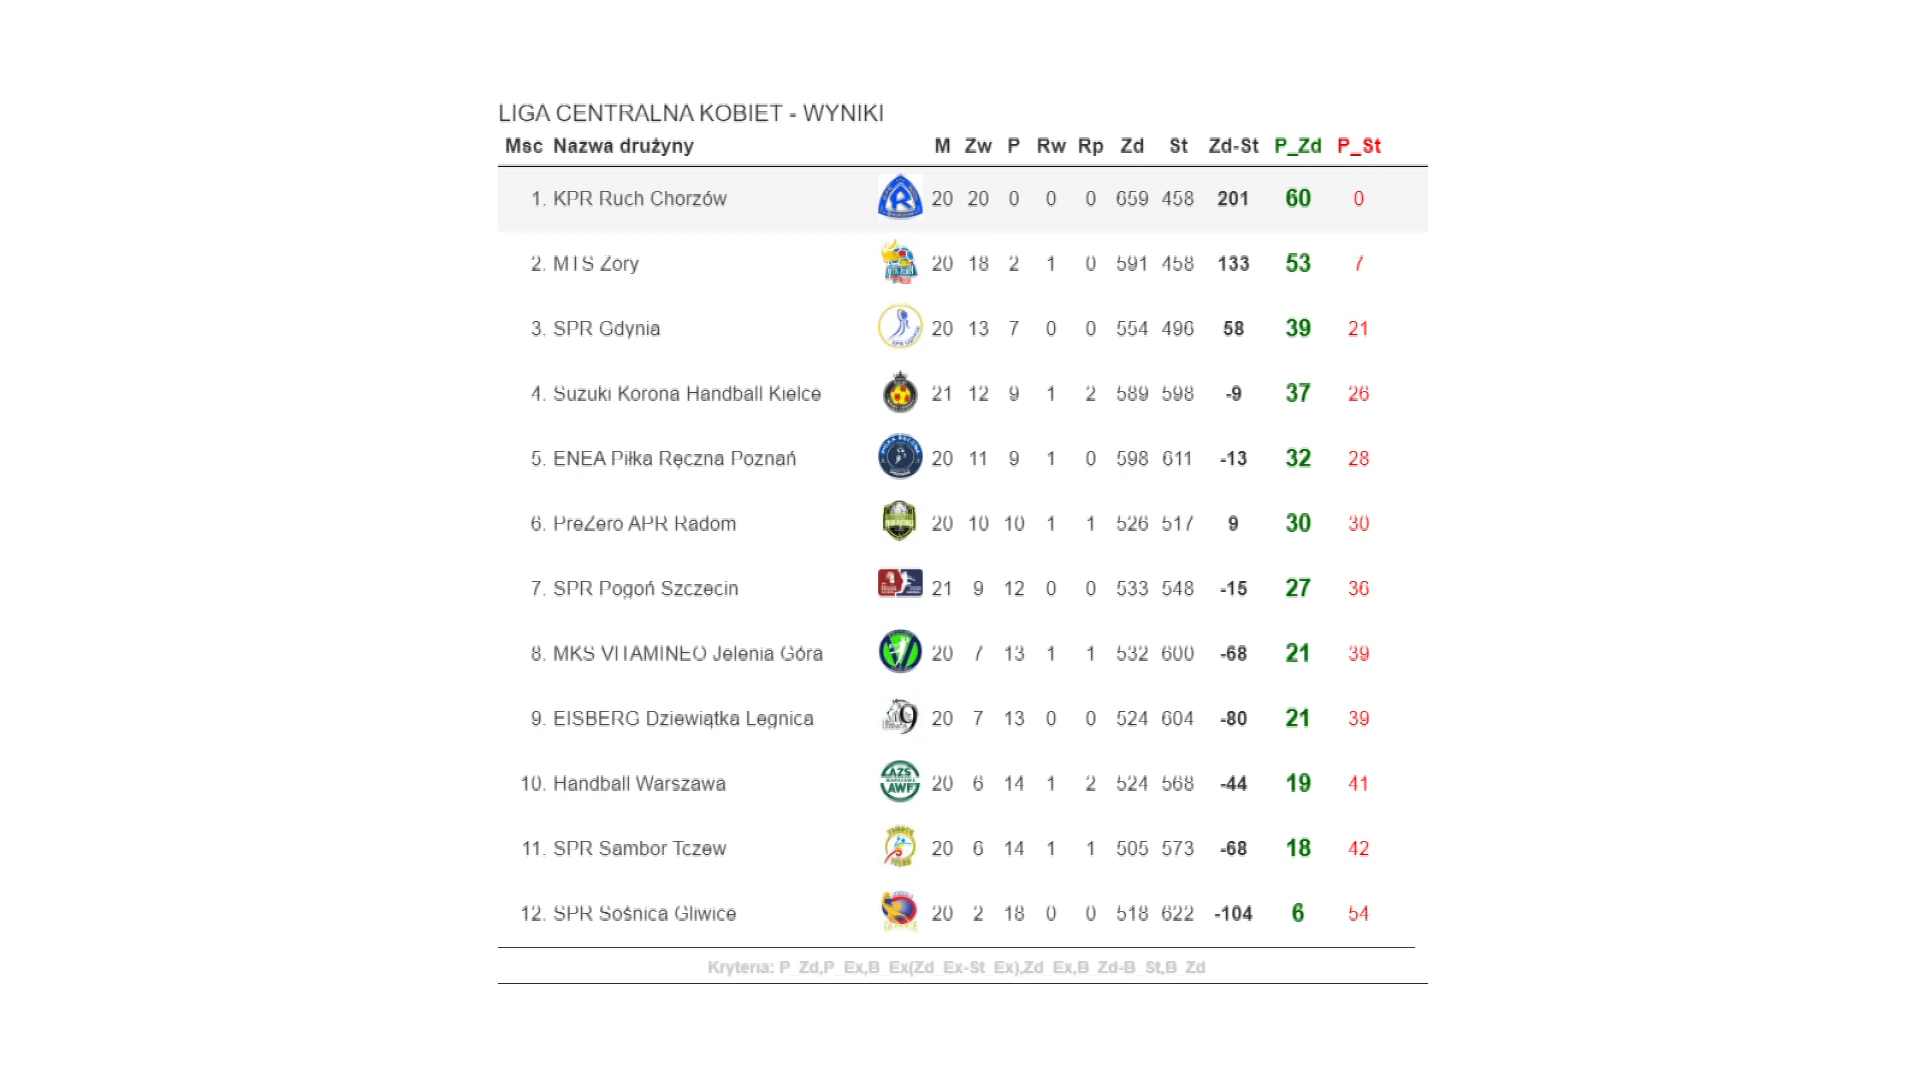 LIGA CENTRALNA KOBIET - WYNIKI
Msc Nazwa drużyny M Zw P Rw Rp Zd St Zd-St P_Zd P_St
1. KPR Ruch Chorzów 20 20 0 0 0 659 458 201 60 0
2. MTS Żory 20 18 2 1 0 591 458 133 53 7
3. SPR Gdynia 20 13 7 0 0 554 496 58 39 21
4. Suzuki Korona Handball Kielce 21 12 9 1 2 589 598 -9 37 26
5. ENEA Piłka Ręczna Poznań 20 11 9 1 0 598 611 -13 32 28
6. PreZero APR Radom 20 10 10 1 1 526 517 9 30 30
7. SPR Pogoń Szczecin 21 9 12 0 0 533 548 -15 27 36
8. MKS VITAMINEO Jelenia Góra 20 7 13 1 1 532 600 -68 21 39
9. EISBERG Dziewiątka Legnica 20 7 13 0 0 524 604 -80 21 39
10. Handball Warszawa AZS WARSZAWA AWF 20 6 14 1 2 524 568 -44 19 41
11. SPR Sambor Tczew 20 6 14 1 1 505 573 -68 18 42
12. SPR Sośnica Gliwice 20 2 18 0 0 518 622 -104 6 54
Kryteria: P_Zd,P_Ex,B_Ex(Zd_Ex-St_Ex),Zd_Ex,B_Zd-B_St,B_Zd